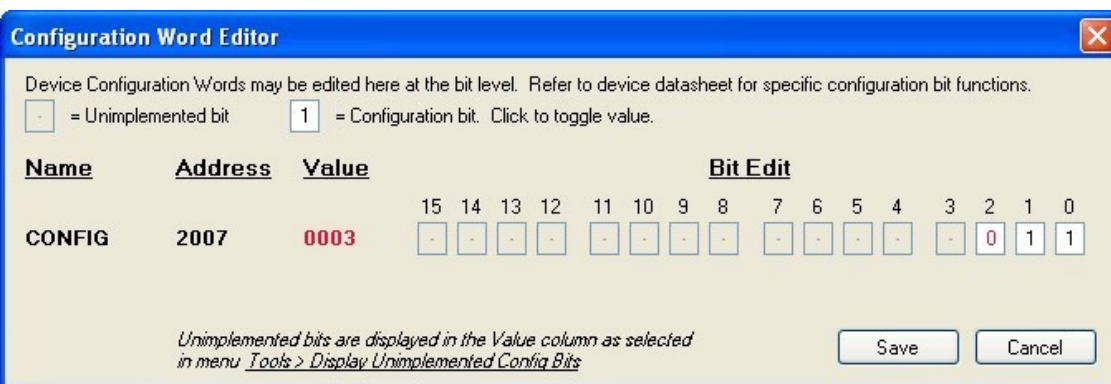 Configuration Word Editor
Device Configuration Words may be edited here at the bit level. Refer to device datasheet for specific configuration bit functions.
- = Unimplemented bit 1 = Configuration bit. Click to toggle value.
Name Address Value Bit Edit
15 14 13 12 11 10 9 8 7 6 5 4 3 2 1 0
CONFIG 2007 0003 - - - - - - - - - - - - - 0 1 1
Unimplemented bits are displayed in the Value column as selected
in menu Tools > Display Unimplemented Config Bits
Save Cancel